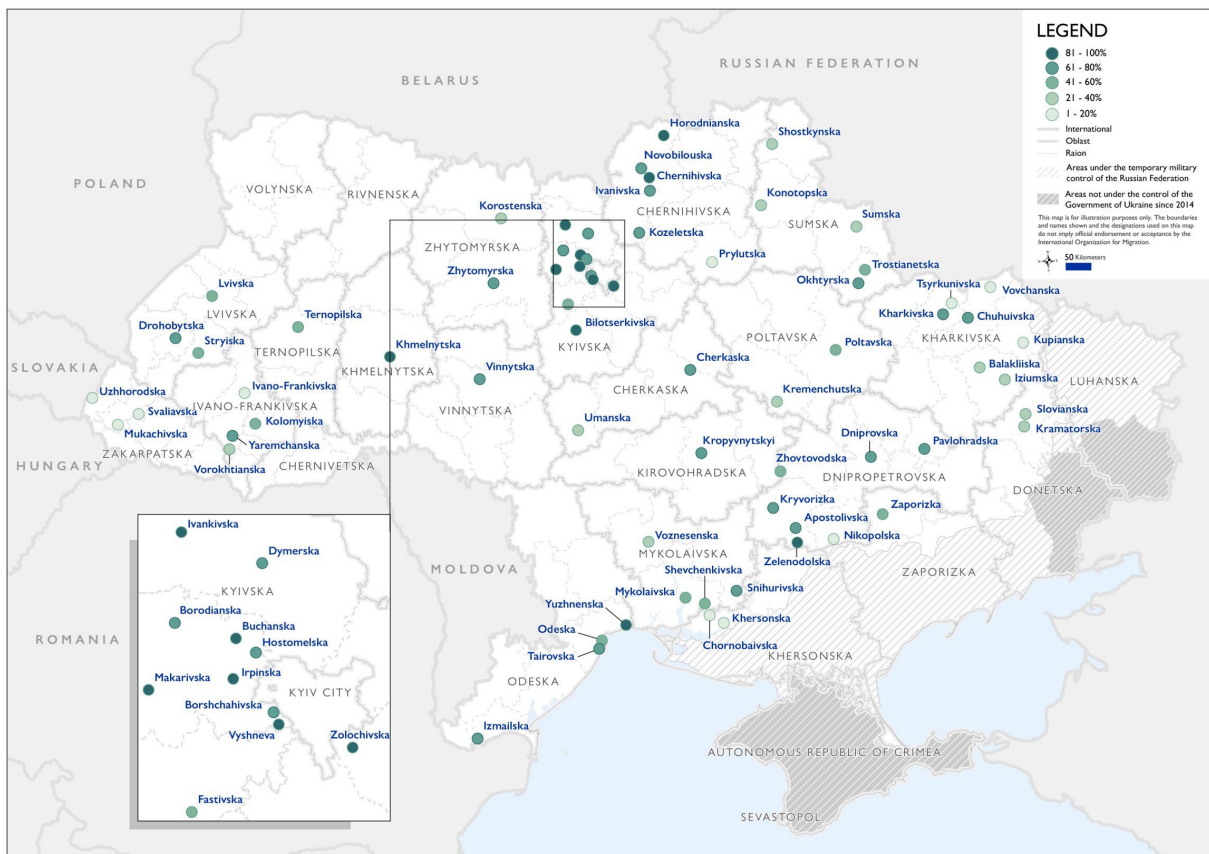 LEGEND
81 - 100%
61 - 80%
41 - 60%
21 - 40%
1 - 20%
International
Oblast
Raion
Areas under the temporary military
control of the Russian Federation
Areas not under the control of the
Government of Ukraine since 2014
This map is for illustration purposes only. The boundaries
and names shown and the designations used on this map
do not imply official endorsement or acceptance by the
International Organization for Migration.
50 Kilometers
RUSSIAN FEDERATION
BELARUS
POLAND
SLOVAKIA
HUNGARY
ROMANIA
MOLDOVA
Horodnianska
Shostkynska
Novobilouska
Chernihivska
Ivanivska
CHERNIHIVSKA
VOLYNSKA
RIVNENSKA
Konotopska
SUMSKA
Korostenska
Sumska
Kozeletska
ZHYTOMYRSKA
Prylutska
Zhytomyrska
Trostianetska
Okhtyrska
Tsyrkunivska
Vovchanska
Lvivska
LVIVSKA
Ternopilska
Kharkivska
Chuhuivska
Drohobytska
Bilotserkivska
KHARKIVSKA
Stryiska
TERNOPILSKA
KYIVSKA
POLTAVSKA
Poltavska
Kupianska
Khmelnytska
KHMELNYTSKA
Vinnytska
Cherkaska
Balakliiska
Iziumska
LUHANSKA
Uzhhorodska
Ivano-Frankivska
CHERKASKA
Kremenchutska
Svaliavska
IVANO-FRANKIVSKA
VINNYTSKA
Mukachivska
Kolomyiska
Umanska
Slovianska
Kramatorska
ZAKARPATSKA
Yaremchanska
Vorokhtianska
CHERNIVETSKA
Kropyvnytskyi
KIROVOHRADSKA
Dniprovska
Pavlohradska
Zhovtovodska
DNIPROPETROVSKA
DONETSKA
Kryvorizka
Zaporizka
Apostolivska
Voznesenska
Nikopolska
MYKOLAIVSKA
Zelenodolska
ZAPORIZKA
Shevchenkivska
Mykolaivska
Snihurivska
Yuzhnenska
Khersonska
Odeska
Chornobaivska
Tairovska
KHERSONSKA
ODESKA
Izmailska
AUTONOMOUS REPUBLIC OF CRIMEA
SEVASTOPOL
Ivankivska
Dymerska
KYIVSKA
Borodianska
Buchanska
Hostomelska
Makarivska
Irpinska
KYIV CITY
Borshchahivska
Vyshneva
Zolochivska
Fastivska